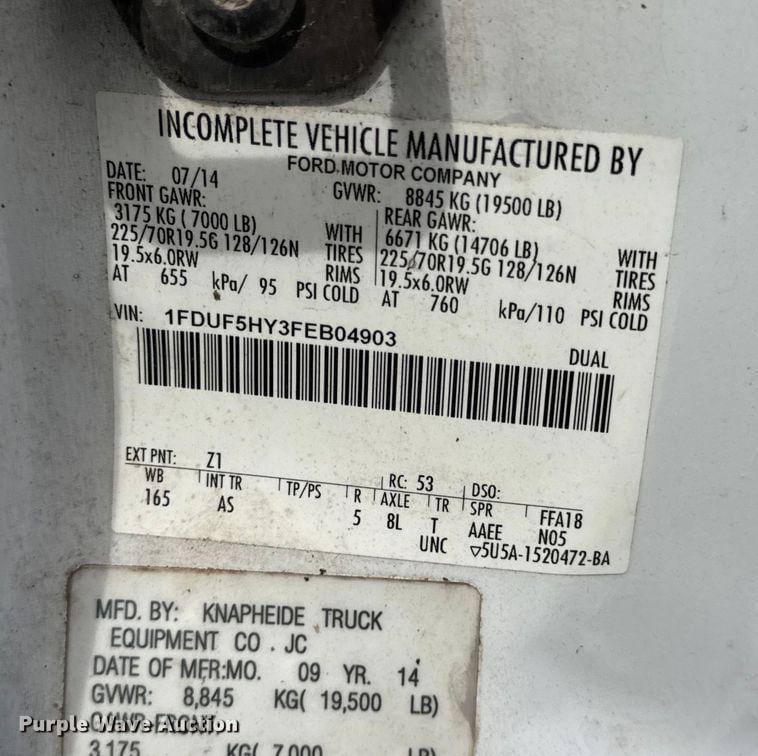 INCOMPLETE VEHICLE MANUFACTURED BY
FORD MOTOR COMPANY
DATE: 07/14 GVWR: 8845 KG (19500 LB)
FRONT GAWR: REAR GAWR:
3175 KG ( 7000 LB) WITH 6671 KG (14706 LB) WITH
225/70R19.5G 128/126N TIRES 225/70R19.5G 128/126N TIRES
19.5x6.0RW RIMS 19.5x6.0RW RIMS
AT 655 kPa/ 95 PSI COLD AT 760 kPa/110 PSI COLD
VIN: 1FDUF5HY3FEB04903
DUAL
EXT PNT: Z1 RC: 53 DSO:
WB INT TR TP/PS R AXLE TR SPR FFA18
165 AS 5 8L T AAEE N05
UNC ▽5U5A-1520472-BA
MFD. BY: KNAPHEIDE TRUCK
EQUIPMENT CO . JC
DATE OF MFR: MO. 09 YR. 14
GVWR: 8,845 KG( 19,500 LB)
Purple Wave Auction
3175 KG( 7,000 LB)